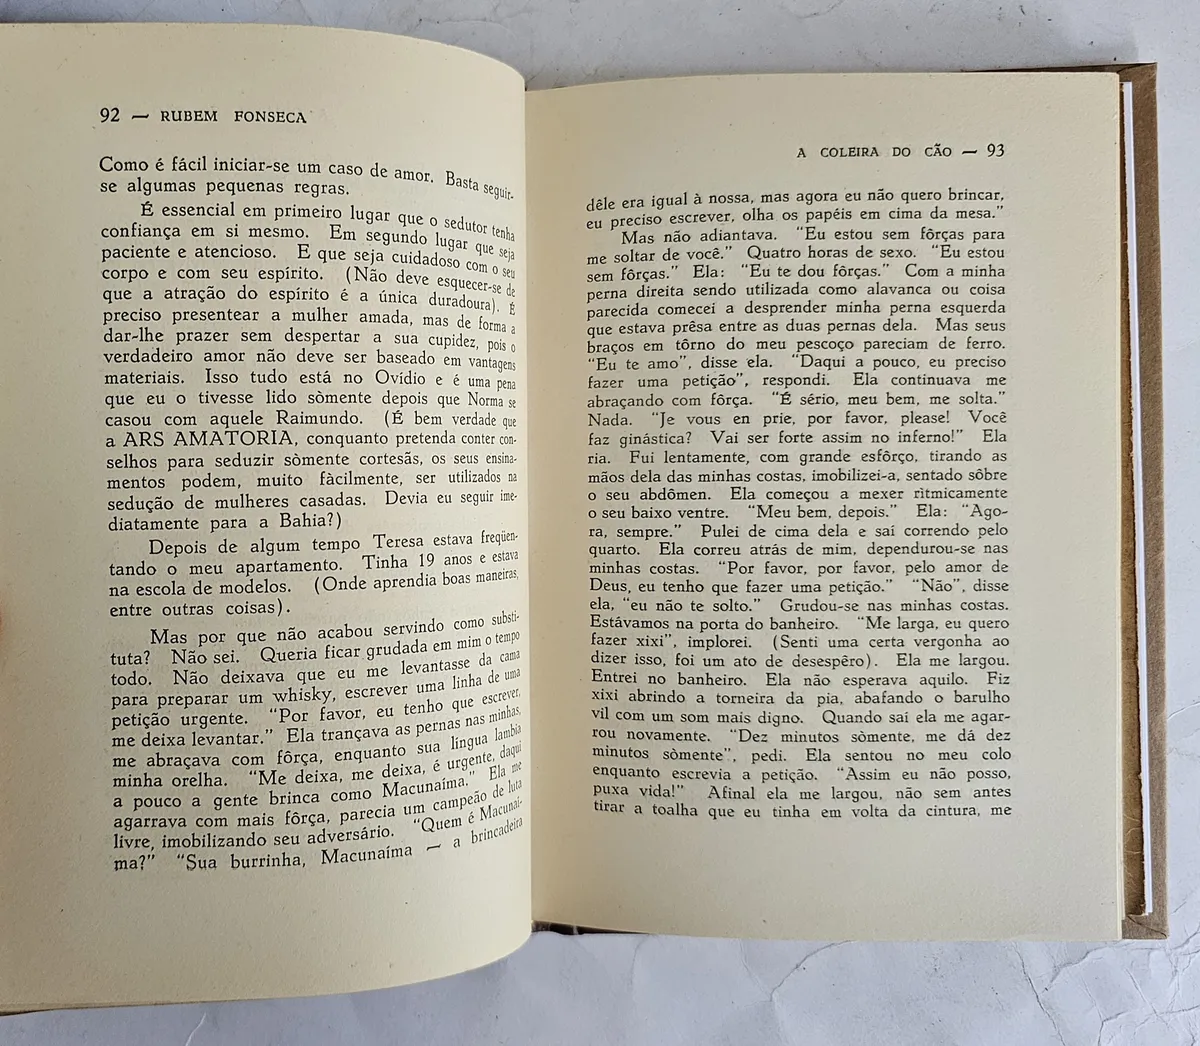 92 — RUBEM FONSECA
Como é fácil iniciar-se um caso de amor. Basta seguir-
se algumas pequenas regras.
É essencial em primeiro lugar que o sedutor tenha
confiança em si mesmo. Em segundo lugar que seja
paciente e atencioso. E que seja cuidadoso com o seu
corpo e com seu espírito. (Não deve esquecer-se de
que a atração do espírito é a única duradoura). É
preciso presentear a mulher amada, mas de forma a
dar-lhe prazer sem despertar a sua cupidez, pois o
verdadeiro amor não deve ser baseado em vantagens
materiais. Isso tudo está no Ovídio e é uma pena
que eu o tivesse lido sòmente depois que Norma se
casou com aquele Raimundo. (É bem verdade que
a ARS AMATORIA, conquanto pretenda conter con-
selhos para seduzir sòmente cortesãs, os seus ensina-
mentos podem, muito fàcilmente, ser utilizados na
sedução de mulheres casadas. Devia eu seguir ime-
diatamente para a Bahia?)
Depois de algum tempo Teresa estava freqüen-
tando o meu apartamento. Tinha 19 anos e estava
na escola de modelos. (Onde aprendia boas maneiras,
entre outras coisas).
Mas por que não acabou servindo como substi-
tuta? Não sei. Queria ficar grudada em mim o tempo
todo. Não deixava que eu me levantasse da cama
para preparar um whisky, escrever uma linha de uma
petição urgente. “Por favor, eu tenho que escrever,
me deixa levantar.” Ela trançava as pernas nas minhas,
me abraçava com fôrça, enquanto sua língua lambia
minha orelha. “Me deixa, me deixa, é urgente, daqui
a pouco a gente brinca como Macunaíma.” Ela me
agarrava com mais fôrça, parecia um campeão de luta
livre, imobilizando seu adversário. “Quem é Macunaí-
ma?” “Sua burrinha, Macunaíma — a brincadeira
A COLEIRA DO CÃO — 93
dêle era igual à nossa, mas agora eu não quero brincar,
eu preciso escrever, olha os papéis em cima da mesa.”
Mas não adiantava. “Eu estou sem fôrças para
me soltar de você.” Quatro horas de sexo. “Eu estou
sem fôrças.” Ela: “Eu te dou fôrças.” Com a minha
perna direita sendo utilizada como alavanca ou coisa
parecida comecei a desprender minha perna esquerda
que estava prêsa entre as duas pernas dela. Mas seus
braços em tôrno do meu pescoço pareciam de ferro.
“Eu te amo”, disse ela. “Daqui a pouco, eu preciso
fazer uma petição”, respondi. Ela continuava me
abraçando com fôrça. “É sério, meu bem, me solta.”
Nada. “Je vous en prie, por favor, please! Você
faz ginástica? Vai ser forte assim no inferno!” Ela
ria. Fui lentamente, com grande esfôrço, tirando as
mãos dela das minhas costas, imobilizei-a, sentado sôbre
o seu abdômen. Ela começou a mexer rìtmicamente
o seu baixo ventre. “Meu bem, depois.” Ela: “Ago-
ra, sempre.” Pulei de cima dela e saí correndo pelo
quarto. Ela correu atrás de mim, dependurou-se nas
minhas costas. “Por favor, por favor, pelo amor de
Deus, eu tenho que fazer uma petição.” “Não”, disse
ela, “eu não te solto.” Grudou-se nas minhas costas.
Estávamos na porta do banheiro. “Me larga, eu quero
fazer xixi”, implorei. (Senti uma certa vergonha ao
dizer isso, foi um ato de desespêro). Ela me largou.
Entrei no banheiro. Ela não esperava aquilo. Fiz
xixi abrindo a torneira da pia, abafando o barulho
vil com um som mais digno. Quando saí ela me agar-
rou novamente. “Dez minutos sòmente, me dá dez
minutos sòmente”, pedi. Ela sentou no meu colo
enquanto escrevia a petição. “Assim eu não posso,
puxa vida!” Afinal ela me largou, não sem antes
tirar a toalha que eu tinha em volta da cintura, me